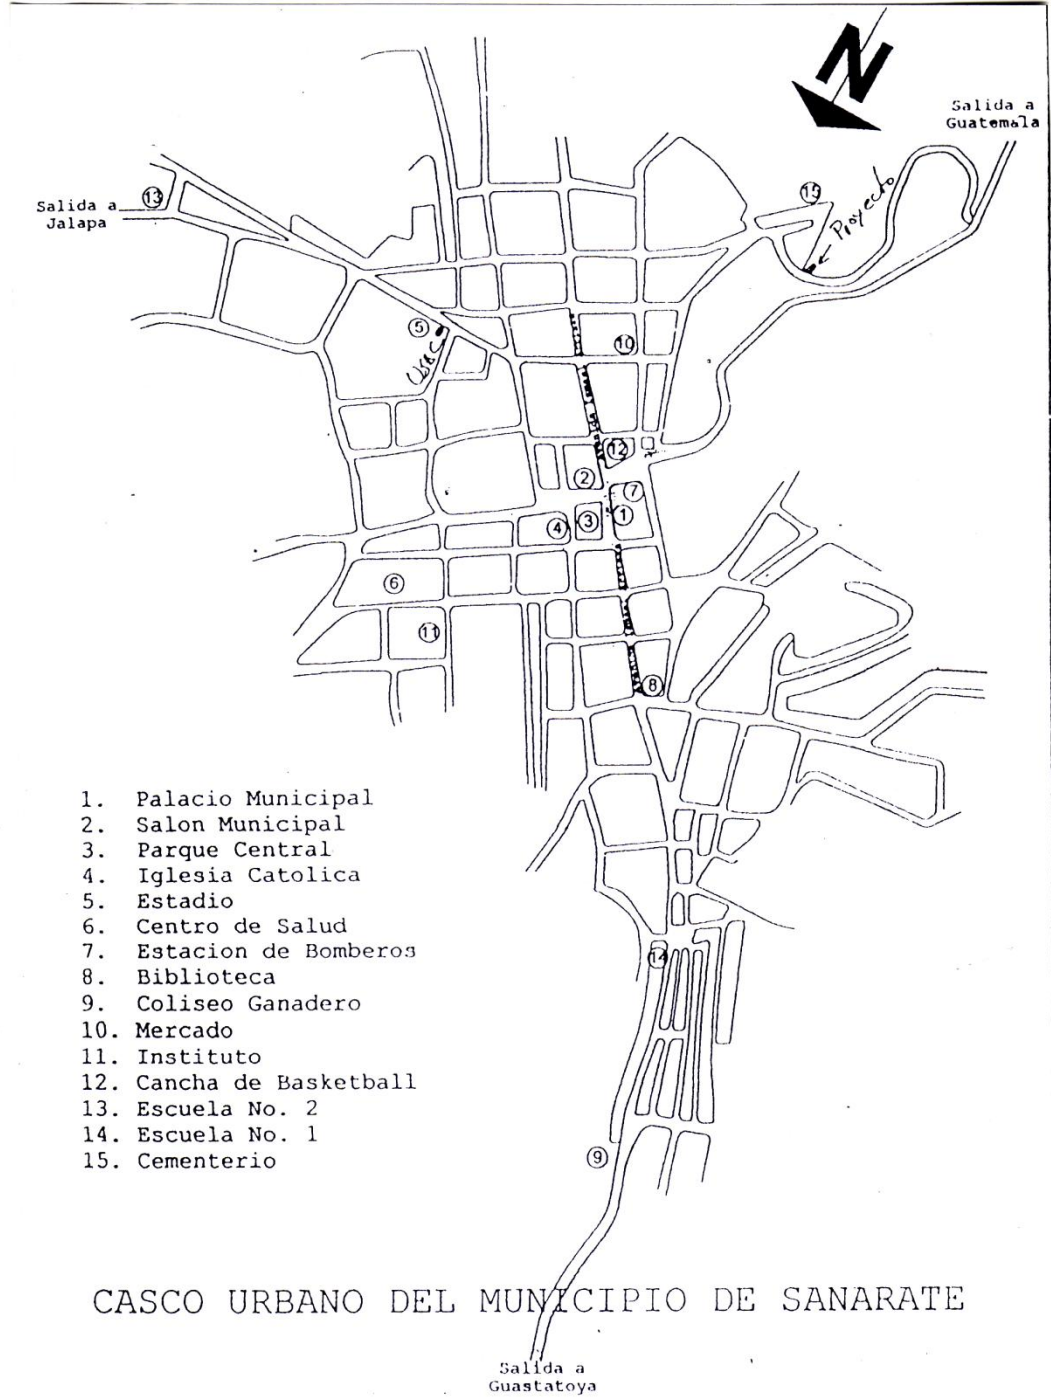 N
Salida a
Guatemala
Salida a
Jalapa
13
15
Proyecto
5
10
12
2
7
3
1
4
6
11
8
14
9
1. Palacio Municipal
2. Salon Municipal
3. Parque Central
4. Iglesia Catolica
5. Estadio
6. Centro de Salud
7. Estacion de Bomberos
8. Biblioteca
9. Coliseo Ganadero
10. Mercado
11. Instituto
12. Cancha de Basketball
13. Escuela No. 2
14. Escuela No. 1
15. Cementerio
CASCO URBANO DEL MUNICIPIO DE SANARATE
Salida a
Guastatoya